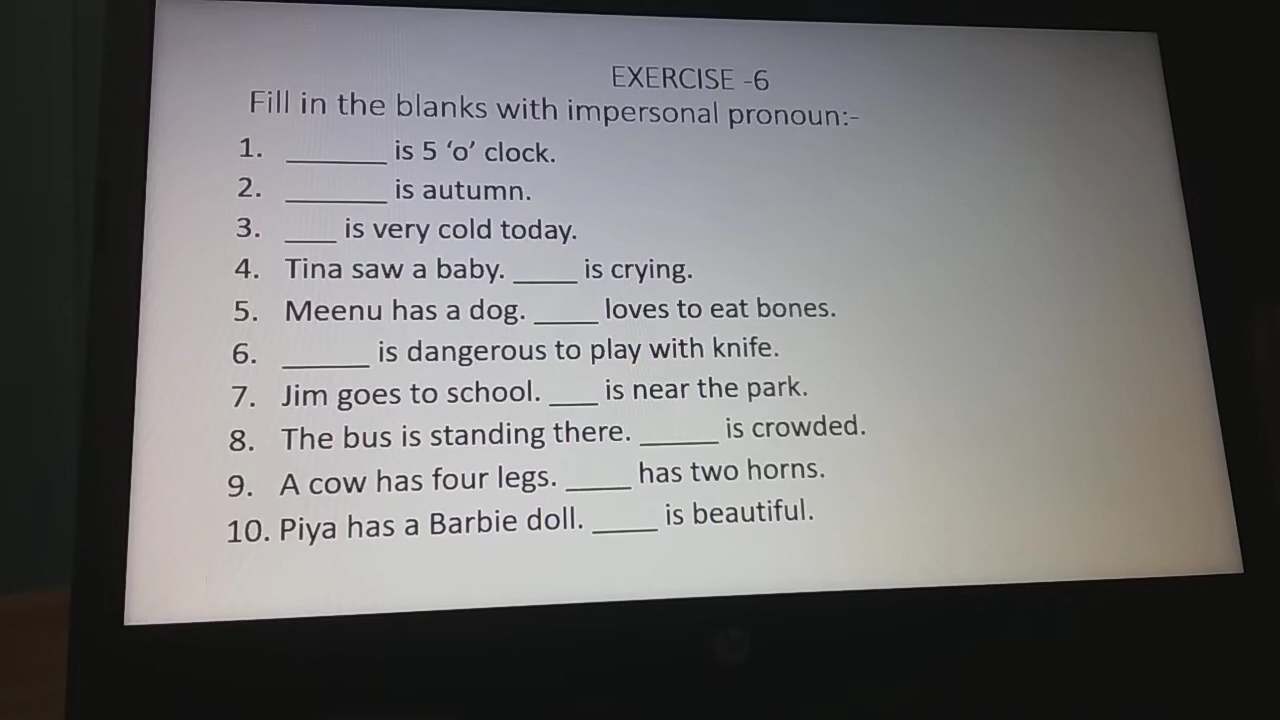 EXERCISE -6
Fill in the blanks with impersonal pronoun:-
1. ______ is 5 ‘o’ clock.
2. ______ is autumn.
3. ___ is very cold today.
4. Tina saw a baby. ____ is crying.
5. Meenu has a dog. ____ loves to eat bones.
6. _____ is dangerous to play with knife.
7. Jim goes to school. ___ is near the park.
8. The bus is standing there. _____ is crowded.
9. A cow has four legs. ____ has two horns.
10. Piya has a Barbie doll. ____ is beautiful.